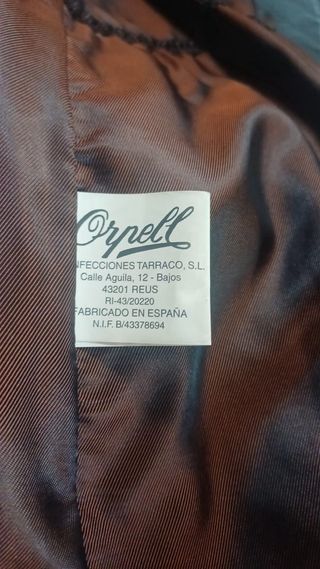 Orpell
NFECCIONES TARRACO, S.L.
Calle Aguila, 12 - Bajos
43201 REUS
RI-43/20220
FABRICADO EN ESPAÑA
N.I.F. B/43378694